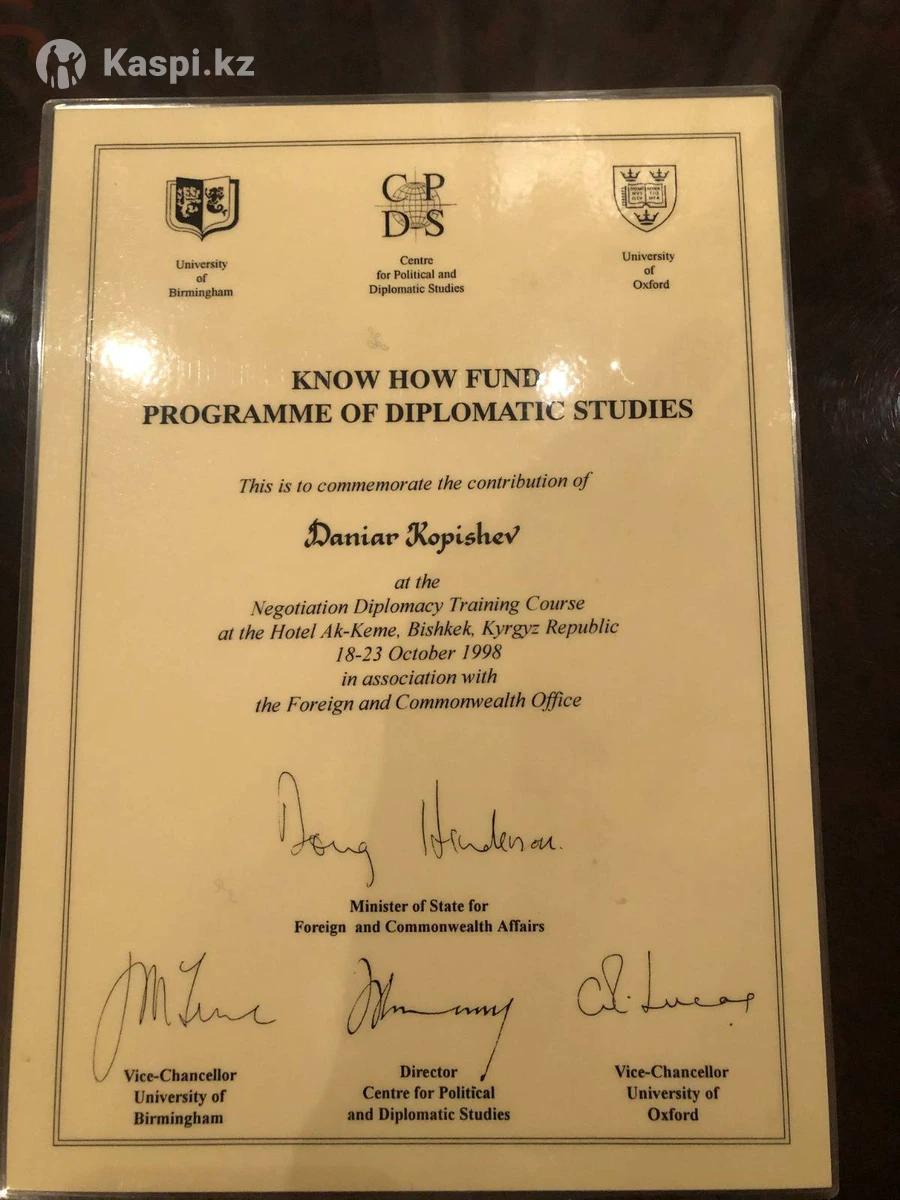 Kaspi.kz
University
of
Birmingham
C P
D S
Centre
for Political and
Diplomatic Studies
University
of
Oxford
KNOW HOW FUND
PROGRAMME OF DIPLOMATIC STUDIES
This is to commemorate the contribution of
Daniar Kopishev
at the
Negotiation Diplomacy Training Course
at the Hotel Ak-Keme, Bishkek, Kyrgyz Republic
18-23 October 1998
in association with
the Foreign and Commonwealth Office
Doug Henderson.
Minister of State for
Foreign and Commonwealth Affairs
Vice-Chancellor
University of
Birmingham
Director
Centre for Political
and Diplomatic Studies
Vice-Chancellor
University of
Oxford